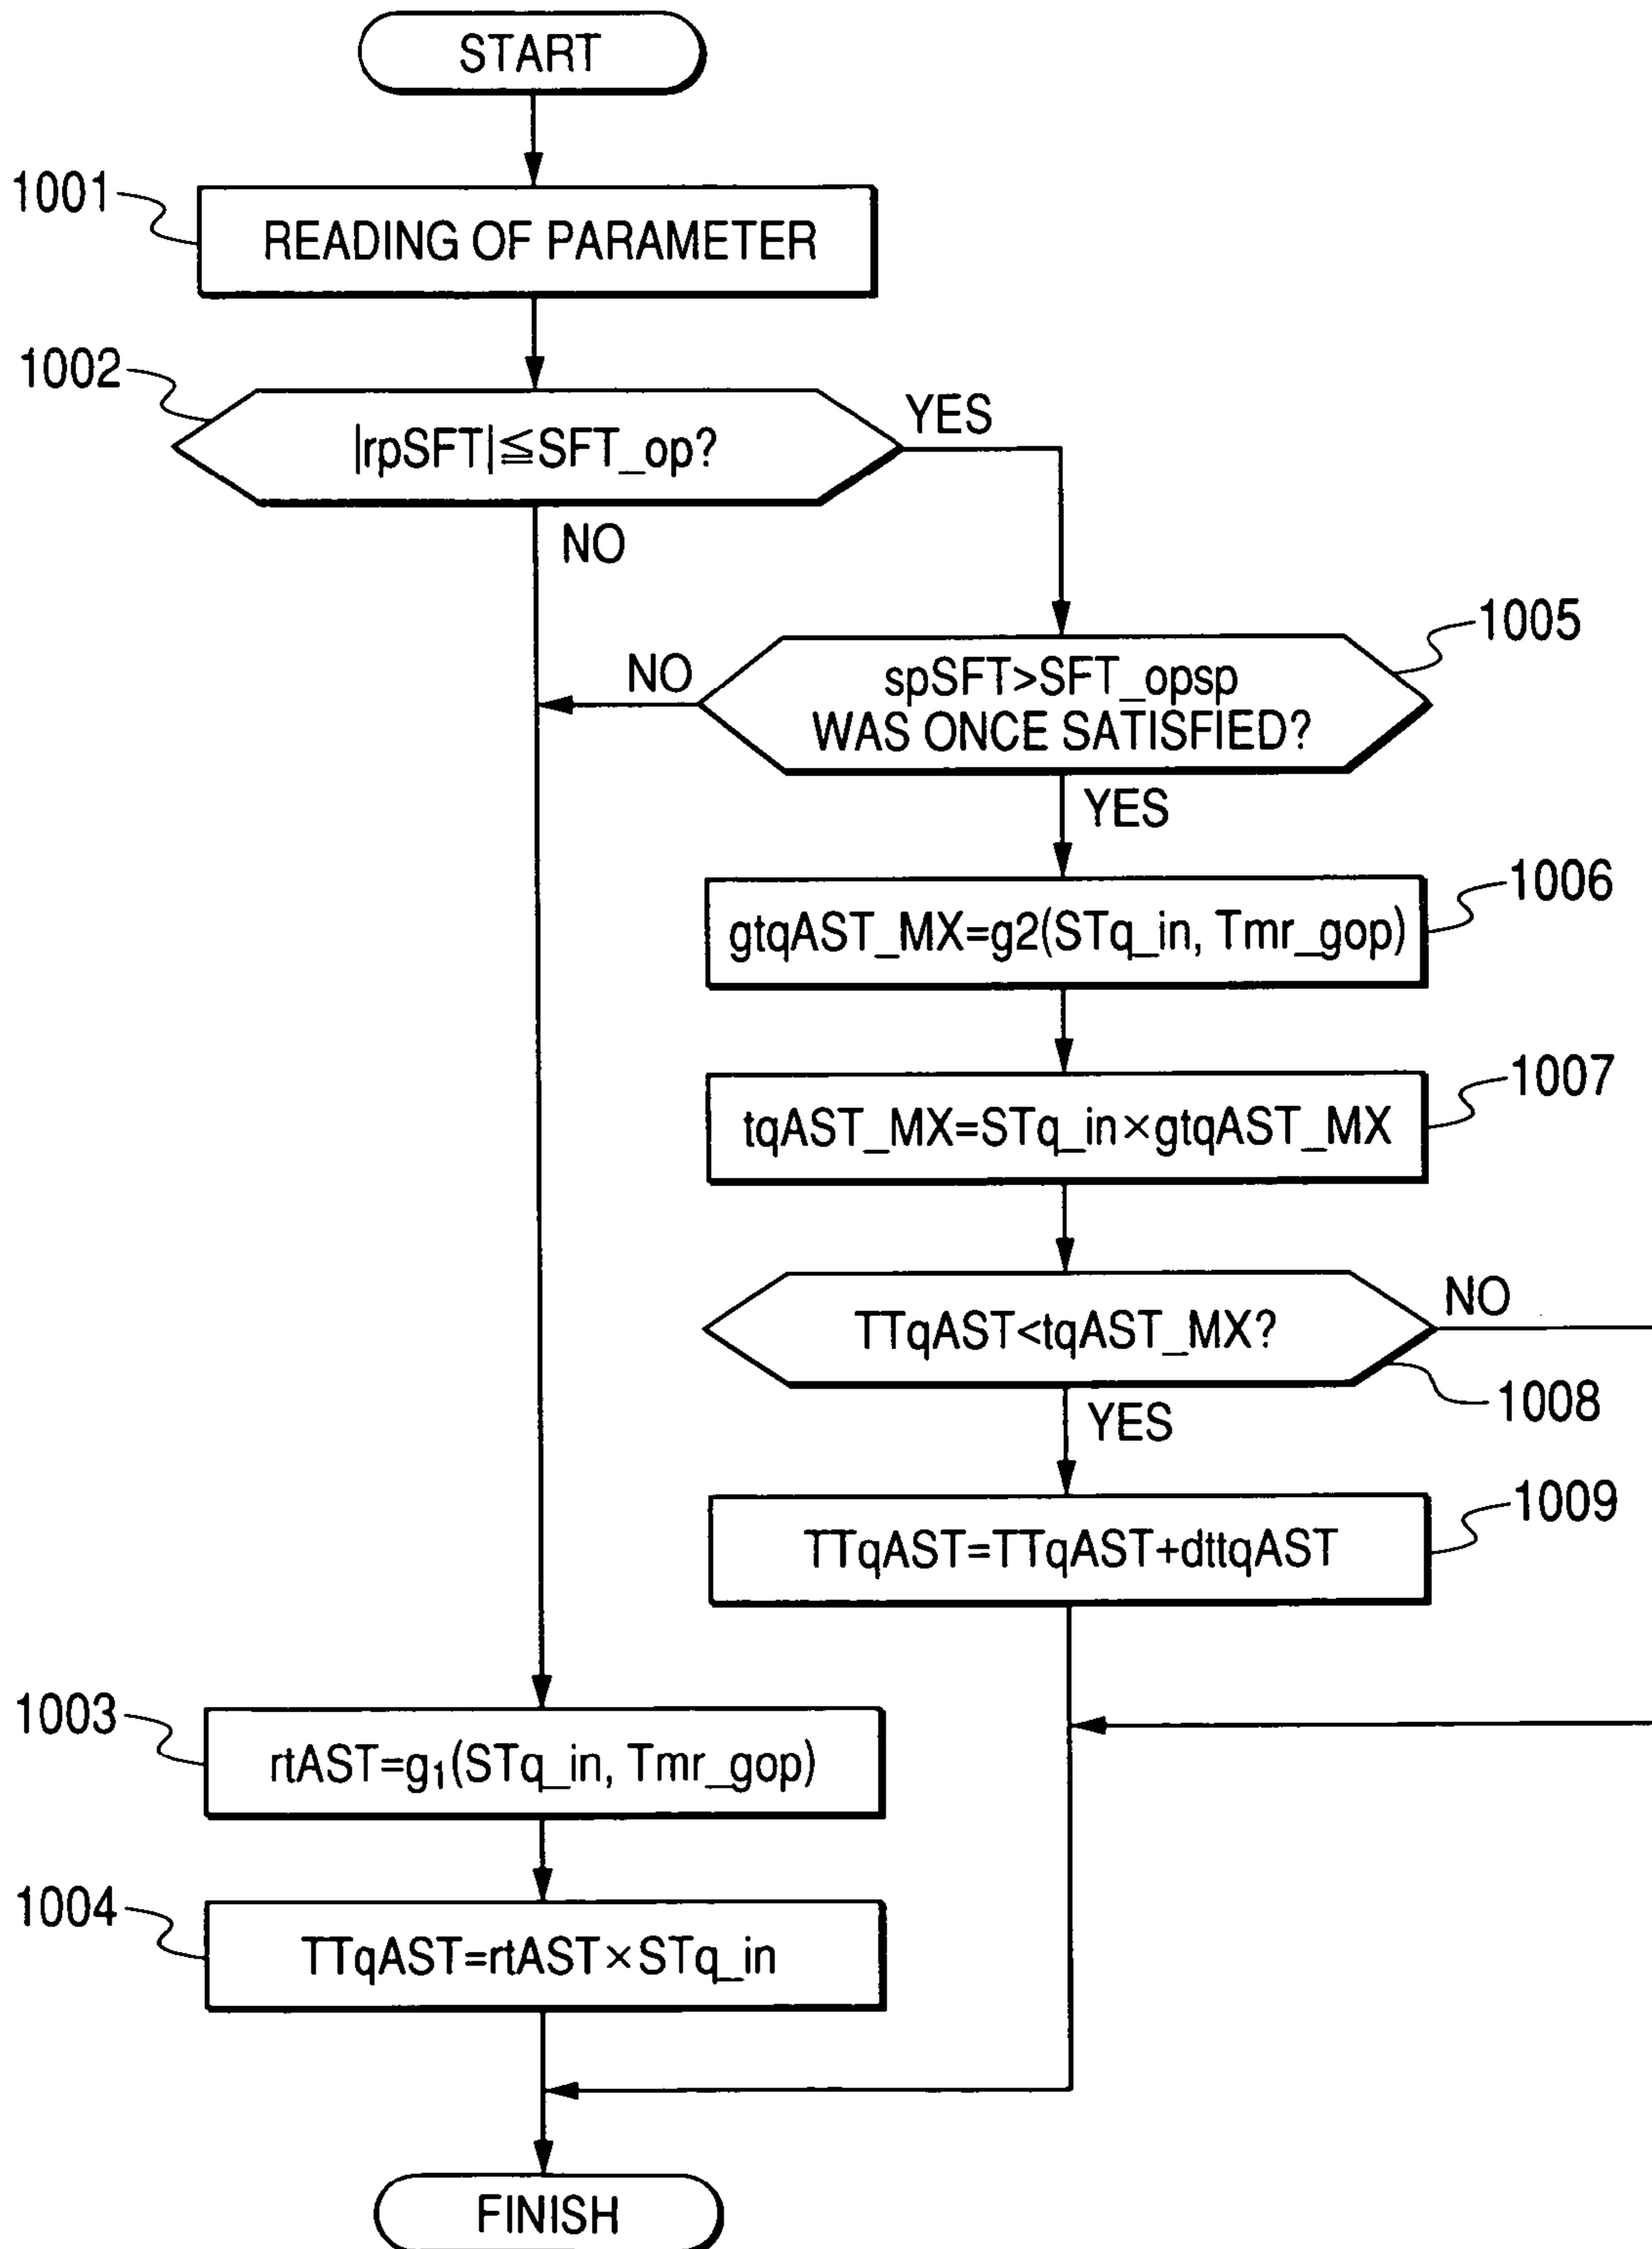 START
1001
READING OF PARAMETER
1002
|rpSFT|≦SFT_op?
YES
NO
1005
spSFT>SFT_opsp
WAS ONCE SATISFIED?
NO
YES
1006
gtqAST_MX=g2(STq_in, Tmr_gop)
1007
tqAST_MX=STq_in×gtqAST_MX
TTqAST<tqAST_MX?
NO
1008
YES
1009
TTqAST=TTqAST+dttqAST
1003
rtAST=g₁(STq_in, Tmr_gop)
1004
TTqAST=rtAST×STq_in
FINISH